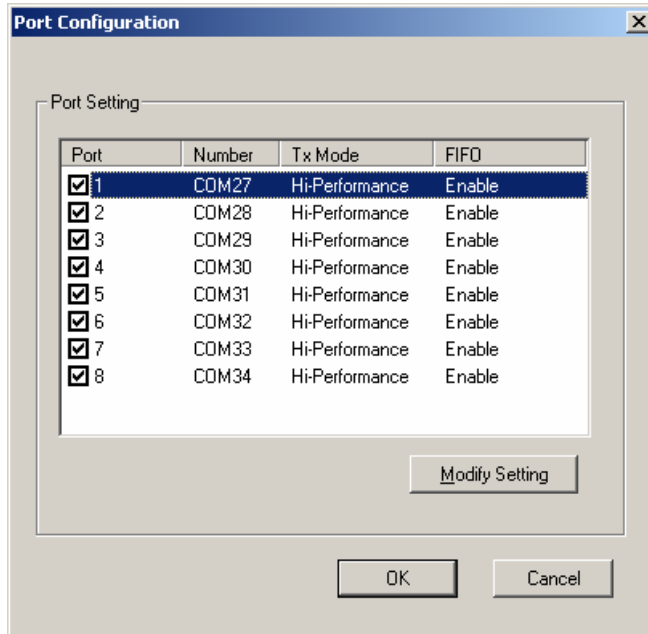 Port Configuration
Port Setting
Port Number Tx Mode FIFO
1 COM27 Hi-Performance Enable
2 COM28 Hi-Performance Enable
3 COM29 Hi-Performance Enable
4 COM30 Hi-Performance Enable
5 COM31 Hi-Performance Enable
6 COM32 Hi-Performance Enable
7 COM33 Hi-Performance Enable
8 COM34 Hi-Performance Enable
Modify Setting
OK Cancel